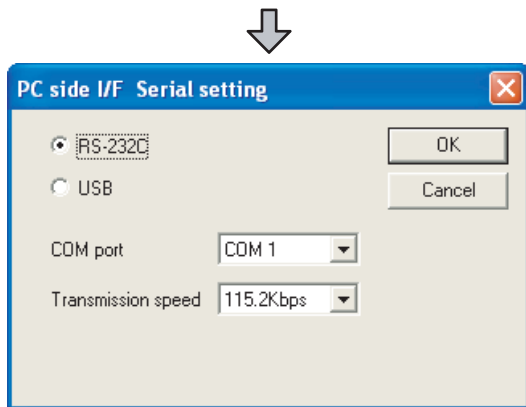 PC side I/F Serial setting
RS-232C
OK
USB
Cancel
COM port
COM 1
Transmission speed
115.2Kbps